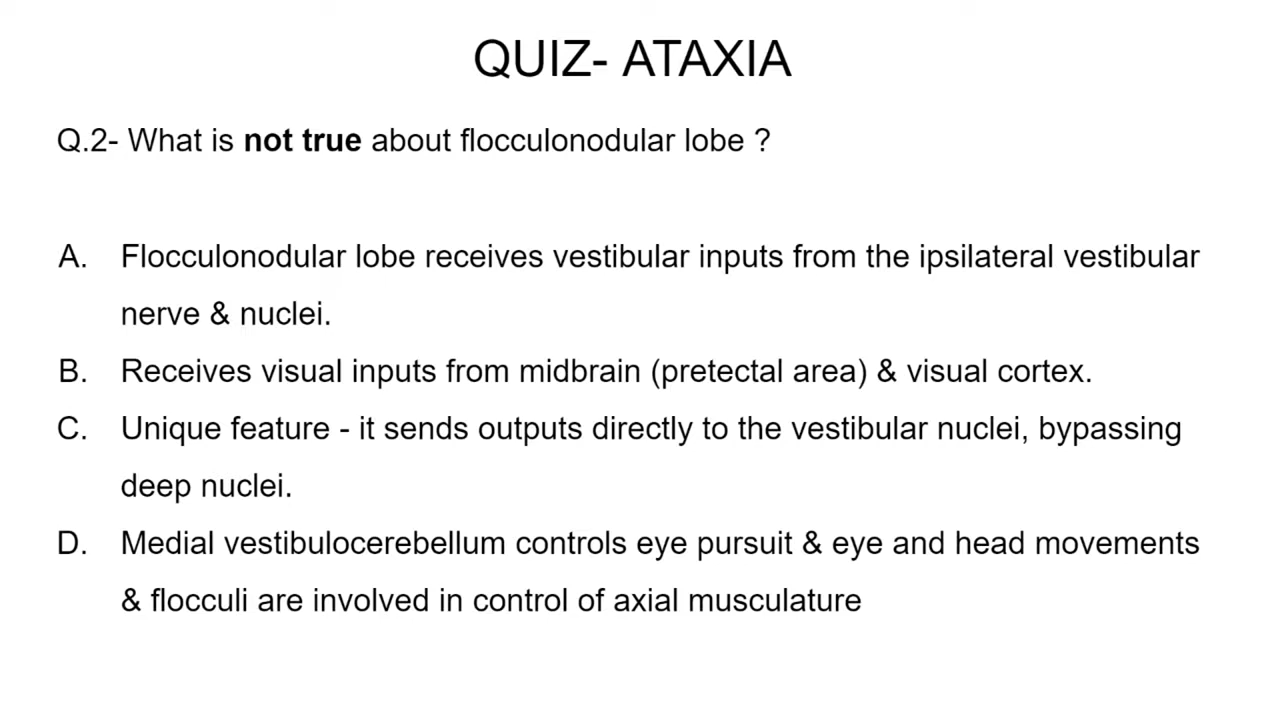 QUIZ- ATAXIA
Q.2- What is not true about flocculonodular lobe ?
A. Flocculonodular lobe receives vestibular inputs from the ipsilateral vestibular
nerve & nuclei.
B. Receives visual inputs from midbrain (pretectal area) & visual cortex.
C. Unique feature - it sends outputs directly to the vestibular nuclei, bypassing
deep nuclei.
D. Medial vestibulocerebellum controls eye pursuit & eye and head movements
& flocculi are involved in control of axial musculature